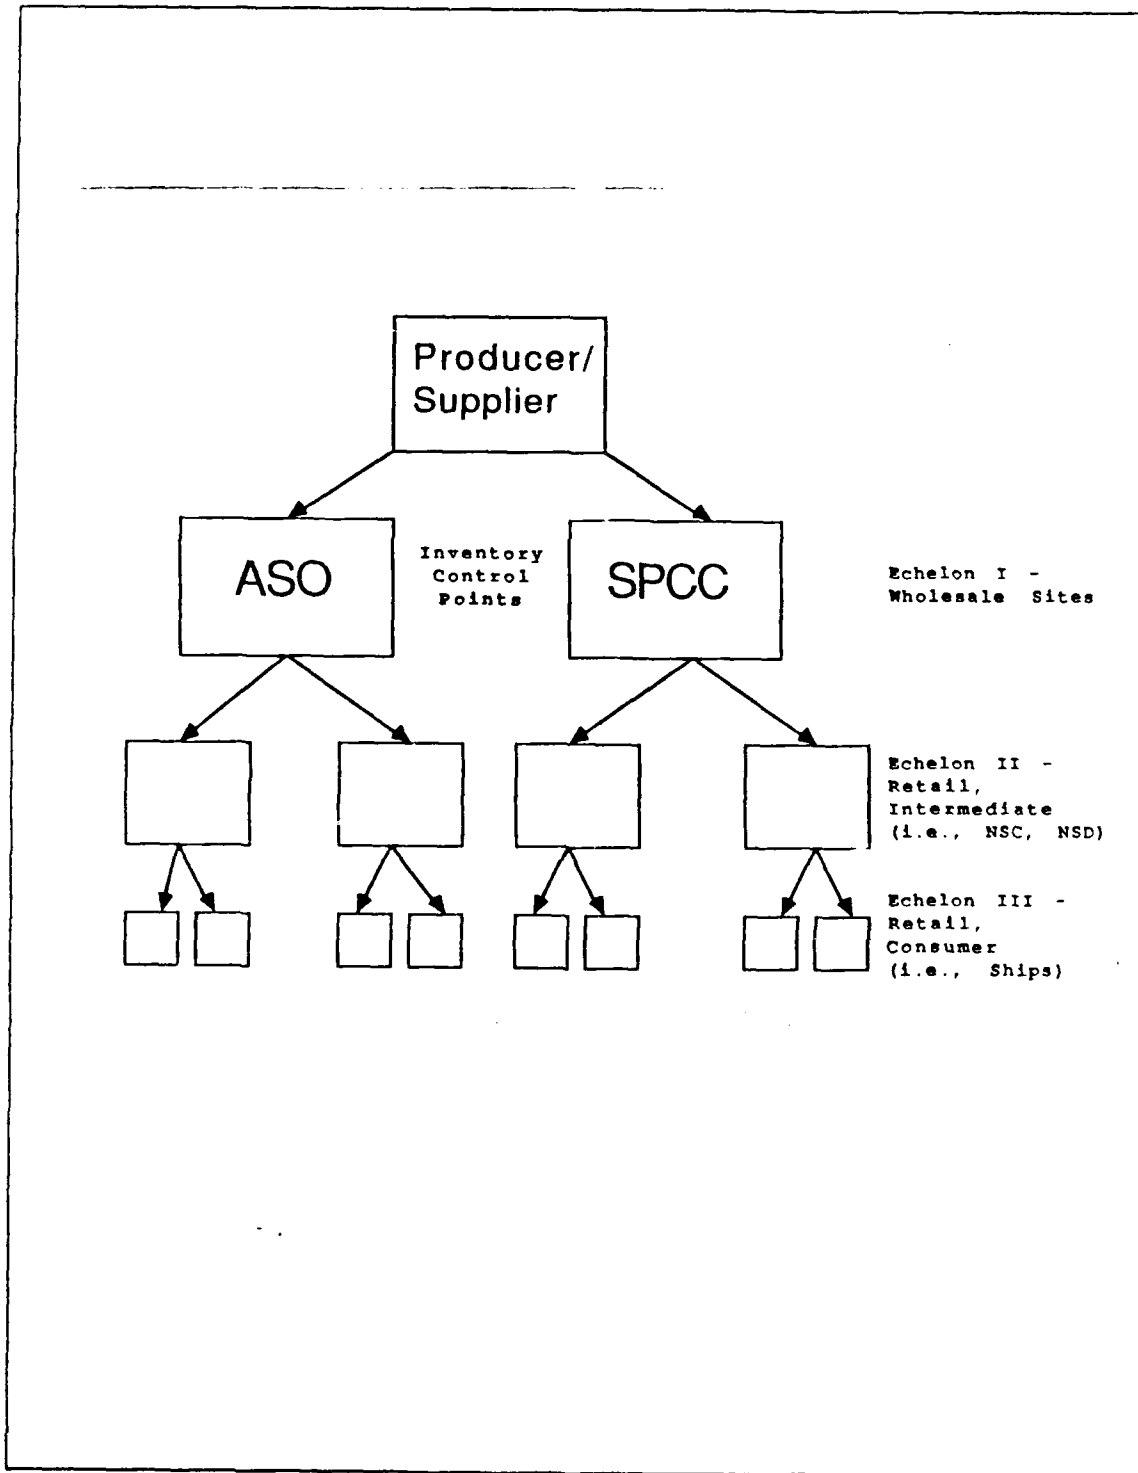 Producer/
Supplier
ASO
Inventory
Control
Points
SPCC
Echelon I -
Wholesale Sites
Echelon II -
Retail,
Intermediate
(i.e., NSC, NSD)
Echelon III -
Retail,
Consumer
(i.e., Ships)